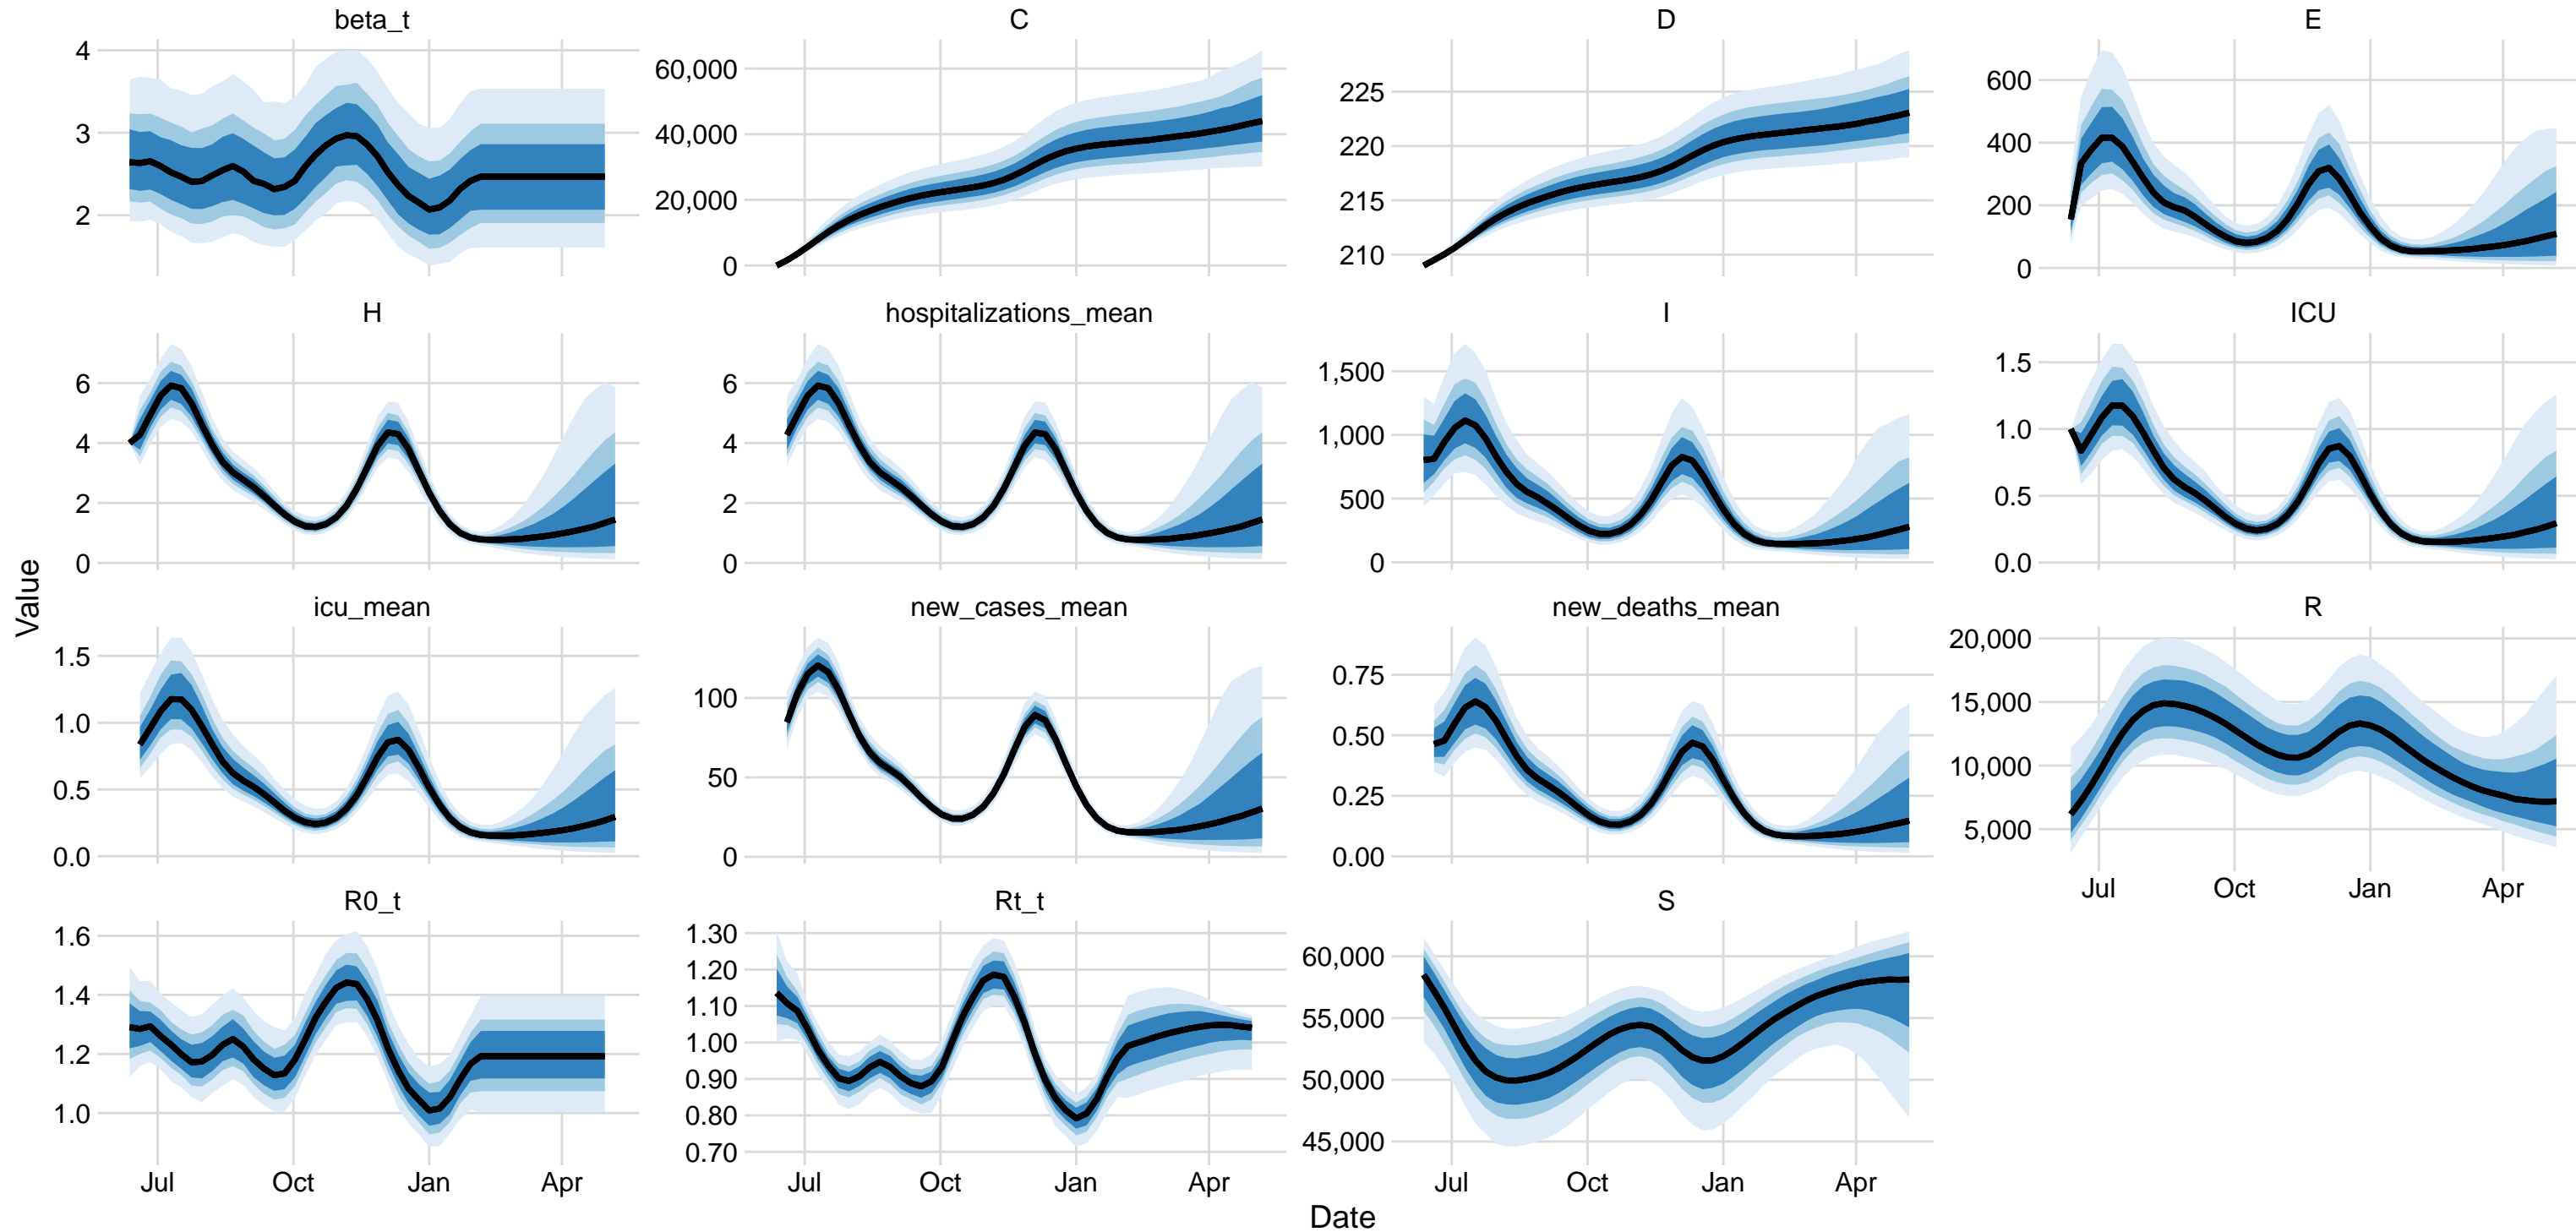 beta_t
C
D
E
4
3
2
60,000
40,000
20,000
0
225
220
215
210
600
400
200
0
H
hospitalizations_mean
I
ICU
6
4
2
0
6
4
2
0
1,500
1,000
500
0
1.5
1.0
0.5
0.0
Value
icu_mean
new_cases_mean
new_deaths_mean
R
1.5
1.0
0.5
0.0
100
50
0
0.75
0.50
0.25
0.00
20,000
15,000
10,000
5,000
Jul Oct Jan Apr
R0_t
Rt_t
S
1.6
1.4
1.2
1.0
1.30
1.20
1.10
1.00
0.90
0.80
0.70
60,000
55,000
50,000
45,000
Jul Oct Jan Apr
Jul Oct Jan Apr
Jul Oct Jan Apr
Date